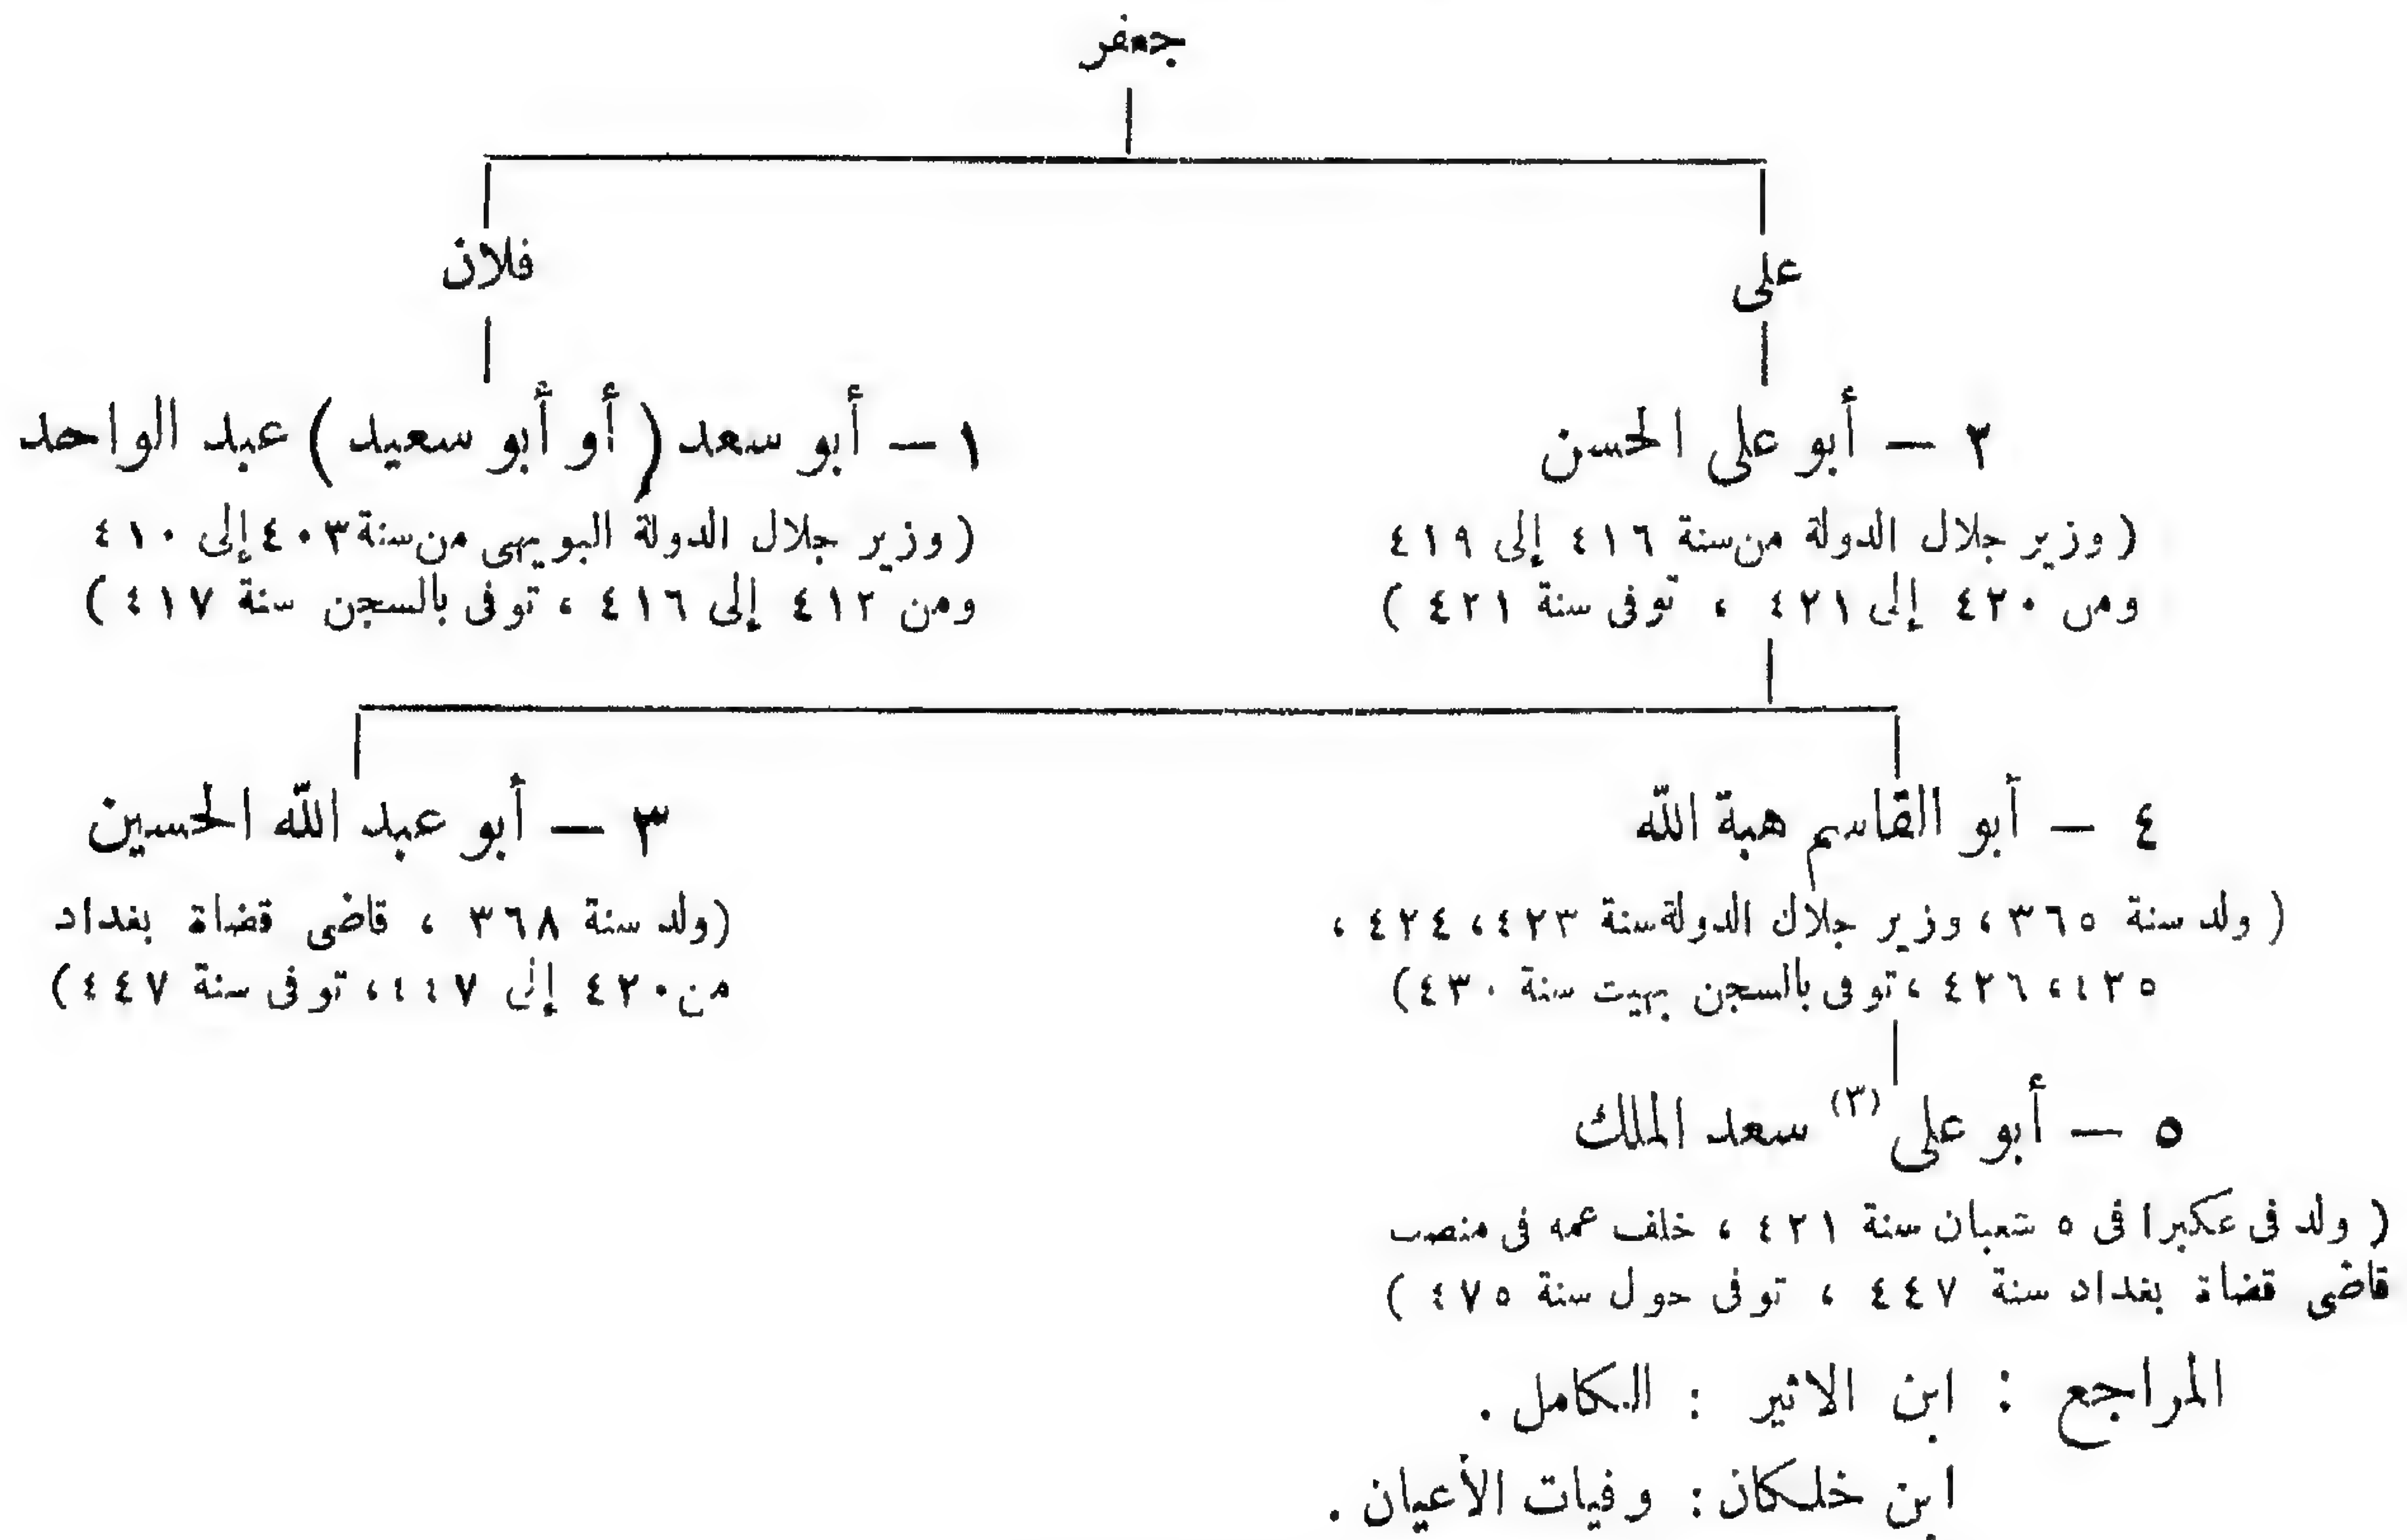 جعفر
على
فلان
٢ — أبو على الحسن
( وزير جلال الدولة من سنة ٤١٦ إلى ٤١٩
ومن ٤٢٠ إلى ٤٢١ ، توفى سنة ٤٢١ )
١ — أبو سعد ( أو أبو سعيد ) عبد الواحد
( وزير جلال الدولة البويهى من سنة ٤٠٣ إلى ٤١٠
ومن ٤١٢ إلى ٤١٦ ، توفى بالسجن سنة ٤١٧ )
٤ — أبو القاسم هبة الله
( ولد سنة ٣٦٥ ، وزير جلال الدولة سنة ٤٢٣ ، ٤٢٤ ،
٤٢٥ ، ٤٢٦ ، توفى بالسجن بهيت سنة ٤٣٠ )
٣ — أبو عبد الله الحسين
( ولد سنة ٣٦٨ ، قاضى قضاة بغداد
من ٤٢٠ إلى ٤٤٧ ، توفى سنة ٤٤٧ )
٥ — أبو على (٣) سعد الملك
( ولد فى عكبرا فى ٥ شعبان سنة ٤٢١ ، خلف عمه فى منصب
قاضى قضاة بغداد سنة ٤٤٧ ، توفى حول سنة ٤٧٥ )
المراجع : ابن الاثير : الكامل .
ابن خلكان : وفيات الأعيان .